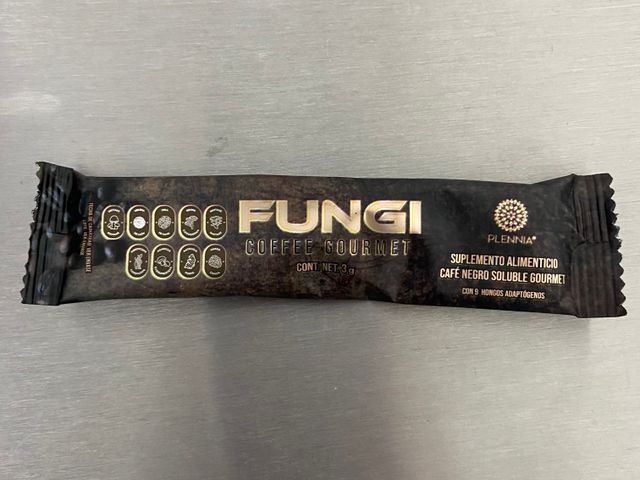 FUNGI
COFFEE GOURMET
CONT. NET. 3 g
PLENNIA®
SUPLEMENTO ALIMENTICIO
CAFÉ NEGRO SOLUBLE GOURMET
CON 9 HONGOS ADAPTÓGENOS